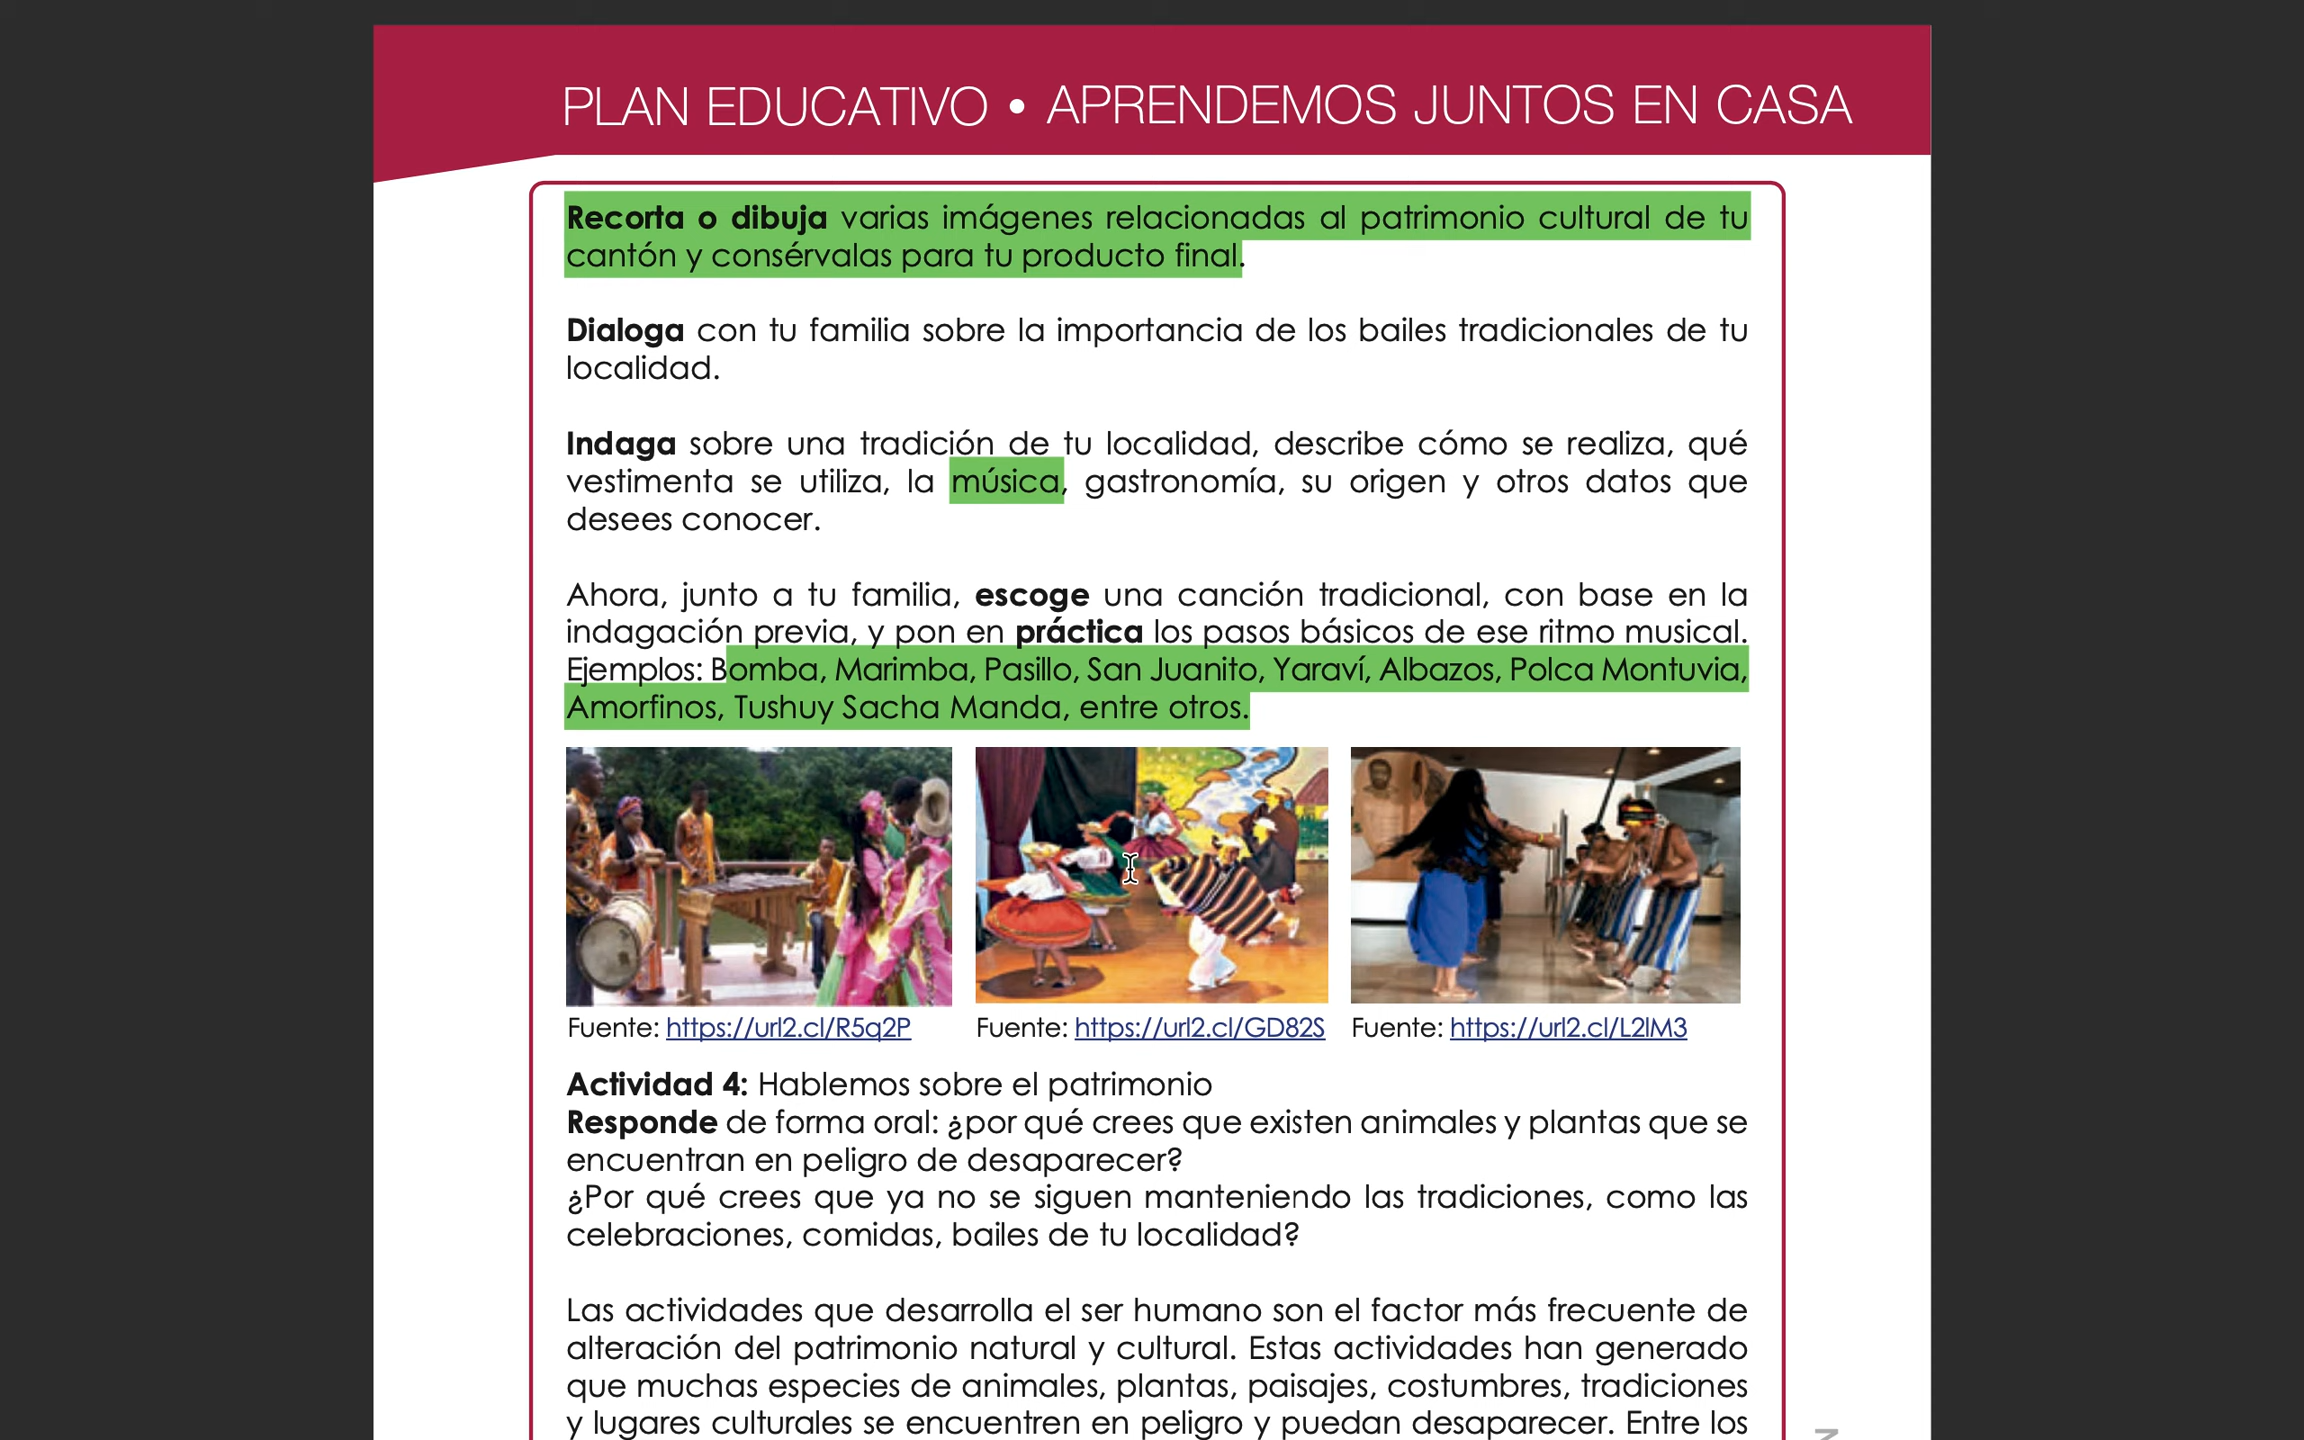 PLAN EDUCATIVO • APRENDEMOS JUNTOS EN CASA
Recorta o dibuja varias imágenes relacionadas al patrimonio cultural de tu
cantón y consérvalas para tu producto final.
Dialoga con tu familia sobre la importancia de los bailes tradicionales de tu
localidad.
Indaga sobre una tradición de tu localidad, describe cómo se realiza, qué
vestimenta se utiliza, la música, gastronomía, su origen y otros datos que
desees conocer.
Ahora, junto a tu familia, escoge una canción tradicional, con base en la
indagación previa, y pon en práctica los pasos básicos de ese ritmo musical.
Ejemplos: Bomba, Marimba, Pasillo, San Juanito, Yaraví, Albazos, Polca Montuvia,
Amorfinos, Tushuy Sacha Manda, entre otros.
Fuente: https://url2.cl/R5q2P
Fuente: https://url2.cl/GD82S
Fuente: https://url2.cl/L2lM3
Actividad 4: Hablemos sobre el patrimonio
Responde de forma oral: ¿por qué crees que existen animales y plantas que se
encuentran en peligro de desaparecer?
¿Por qué crees que ya no se siguen manteniendo las tradiciones, como las
celebraciones, comidas, bailes de tu localidad?
Las actividades que desarrolla el ser humano son el factor más frecuente de
alteración del patrimonio natural y cultural. Estas actividades han generado
que muchas especies de animales, plantas, paisajes, costumbres, tradiciones
y lugares culturales se encuentren en peligro y puedan desaparecer. Entre los